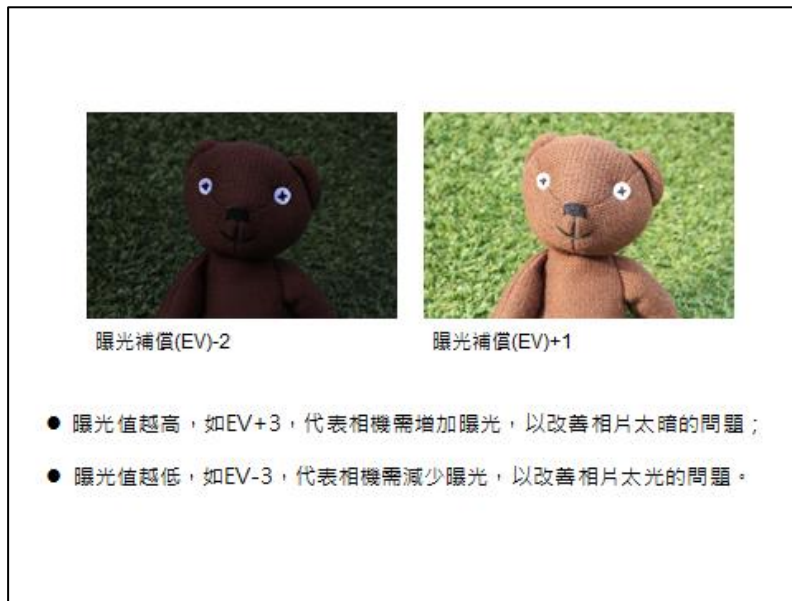 曝光補償(EV)-2
曝光補償(EV)+1
● 曝光值越高，如EV+3，代表相機需增加曝光，以改善相片太暗的問題；
● 曝光值越低，如EV-3，代表相機需減少曝光，以改善相片太光的問題。